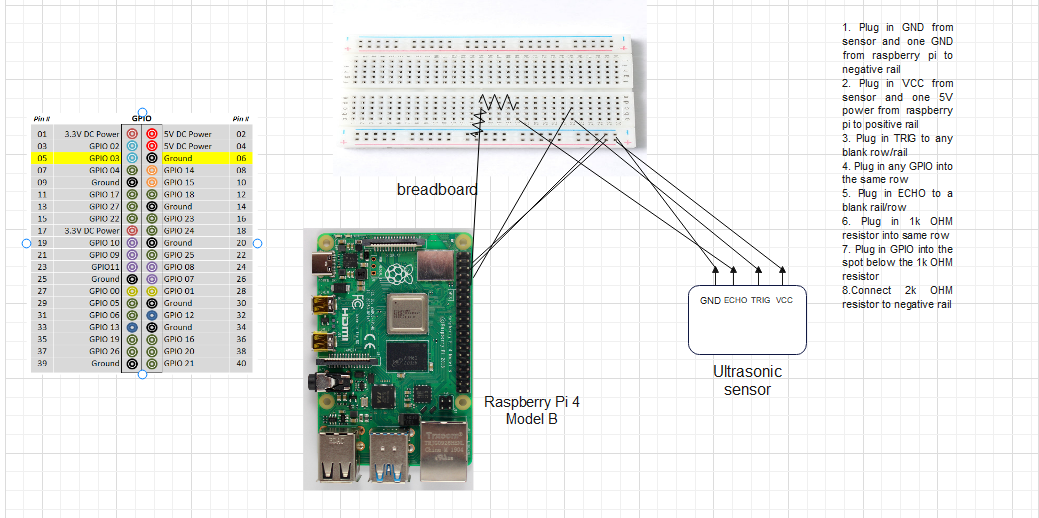 GPIO
Pin #
Pin #
01 3.3V DC Power 5V DC Power 02
03 GPIO 02 5V DC Power 04
05 GPIO 03 Ground 06
07 GPIO 04 GPIO 14 08
09 Ground GPIO 15 10
11 GPIO 17 GPIO 18 12
13 GPIO 27 Ground 14
15 GPIO 22 GPIO 23 16
17 3.3V DC Power GPIO 24 18
19 GPIO 10 Ground 20
21 GPIO 09 GPIO 25 22
23 GPIO11 GPIO 08 24
25 Ground GPIO 07 26
27 GPIO 00 GPIO 01 28
29 GPIO 05 Ground 30
31 GPIO 06 GPIO 12 32
33 GPIO 13 Ground 34
35 GPIO 19 GPIO 16 36
37 GPIO 26 GPIO 20 38
39 Ground GPIO 21 40
breadboard
HDMI
Raspberry Pi 4
Model B
GND ECHO TRIG VCC
Ultrasonic
sensor
1. Plug in GND from
sensor and one GND
from raspberry pi to
negative rail
2. Plug in VCC from
sensor and one 5V
power from raspberry
pi to positive rail
3. Plug in TRIG to any
blank row/rail
4. Plug in any GPIO into
the same row
5. Plug in ECHO to a
blank rail/row
6. Plug in 1k OHM
resistor into same row
7. Plug in GPIO into the
spot below the 1k OHM
resistor
8.Connect 2k OHM
resistor to negative rail